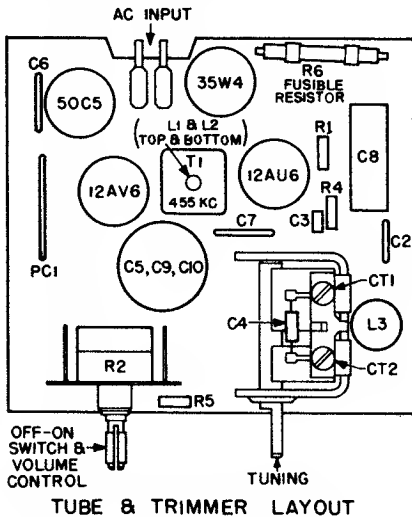 AC INPUT
C6
50C5
35W4
R6
FUSIBLE
RESISTOR
L1 & L2
(TOP & BOTTOM)
T1
455 KC
R1
C8
12AV6
12AU6
R4
C3
C7
C2
PC1
C5, C9, C10
CT1
C4
L3
R2
CT2
R5
OFF-ON
SWITCH &
VOLUME
CONTROL
TUNING
TUBE & TRIMMER LAYOUT